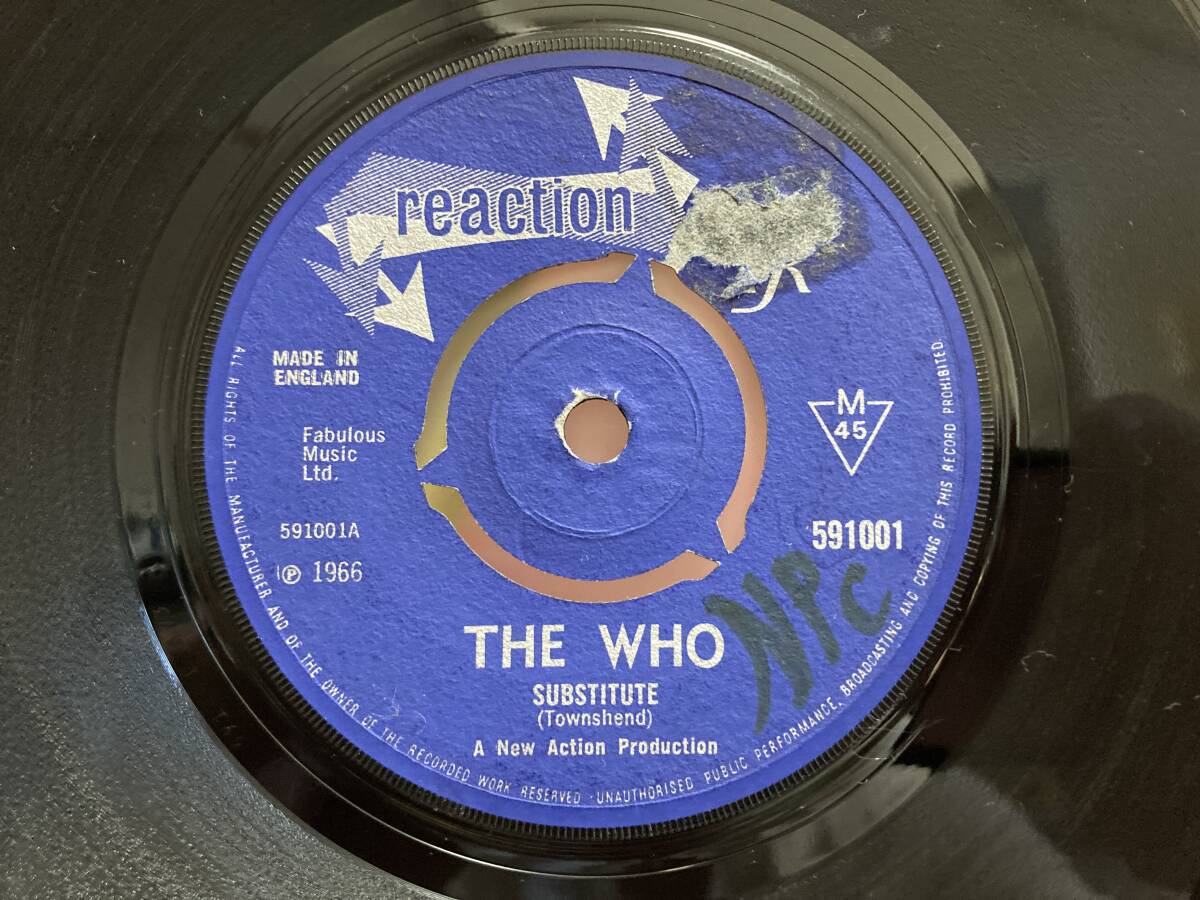 reaction
MADE IN
ENGLAND
Fabulous
Music
Ltd.
M
45
591001A
℗ 1966
591001
NPC
THE WHO
SUBSTITUTE
(Townshend)
A New Action Production
ALL RIGHTS OF THE MANUFACTURER AND OF THE OWNER OF THE RECORDED WORK RESERVED · UNAUTHORISED PUBLIC PERFORMANCE, BROADCASTING AND COPYING OF THIS RECORD PROHIBITED.